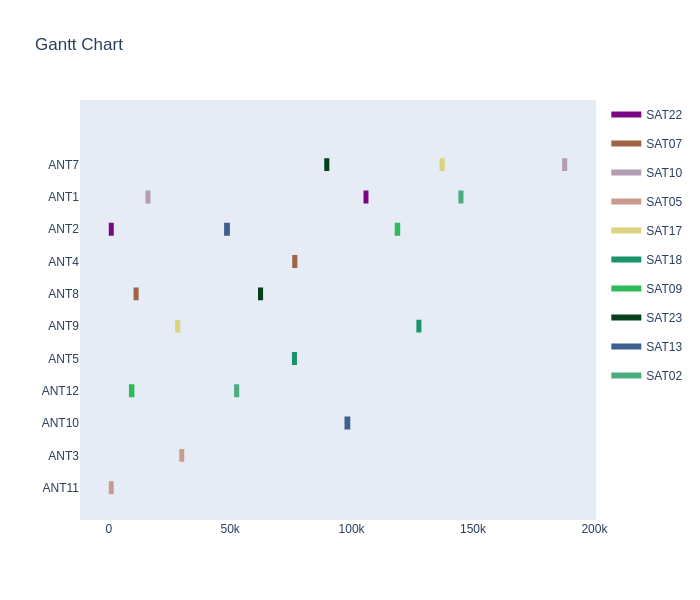 Gantt Chart
SAT22
SAT07
SAT10
SAT05
SAT17
SAT18
SAT09
SAT23
SAT13
SAT02
ANT7
ANT1
ANT2
ANT4
ANT8
ANT9
ANT5
ANT12
ANT10
ANT3
ANT11
0 50k 100k 150k 200k